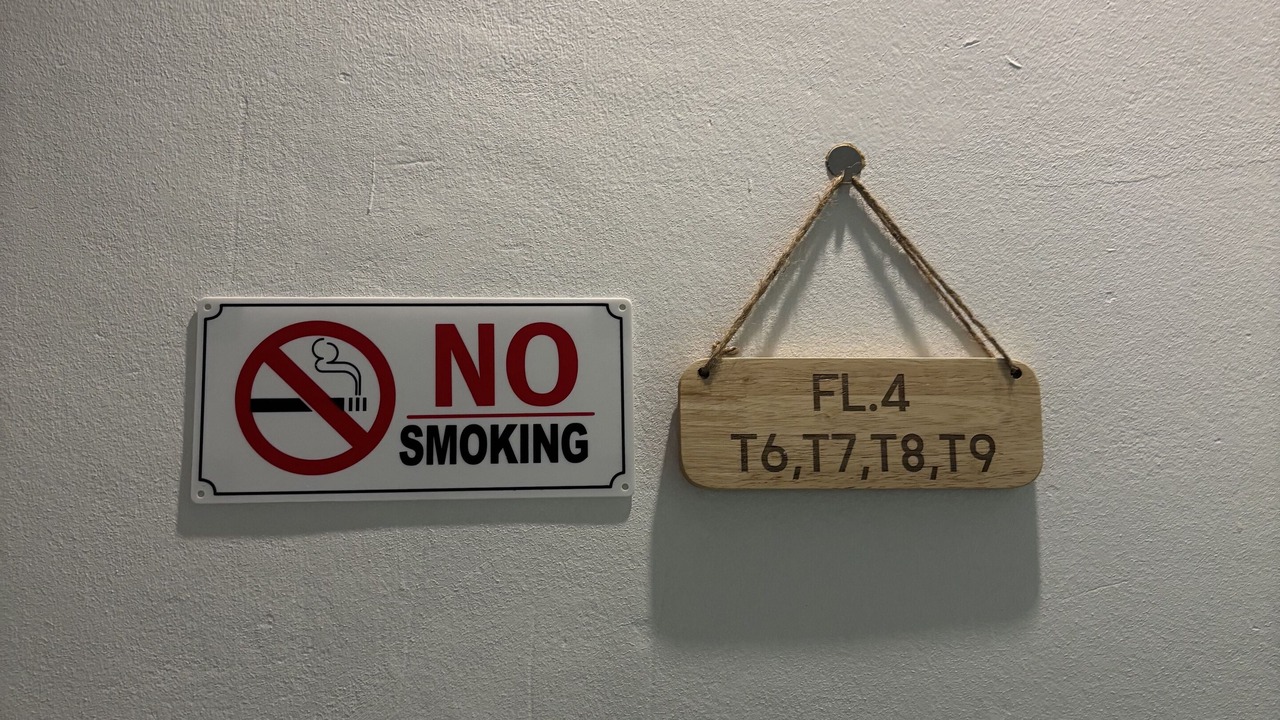 NO
SMOKING
FL.4
T6,T7,T8,T9